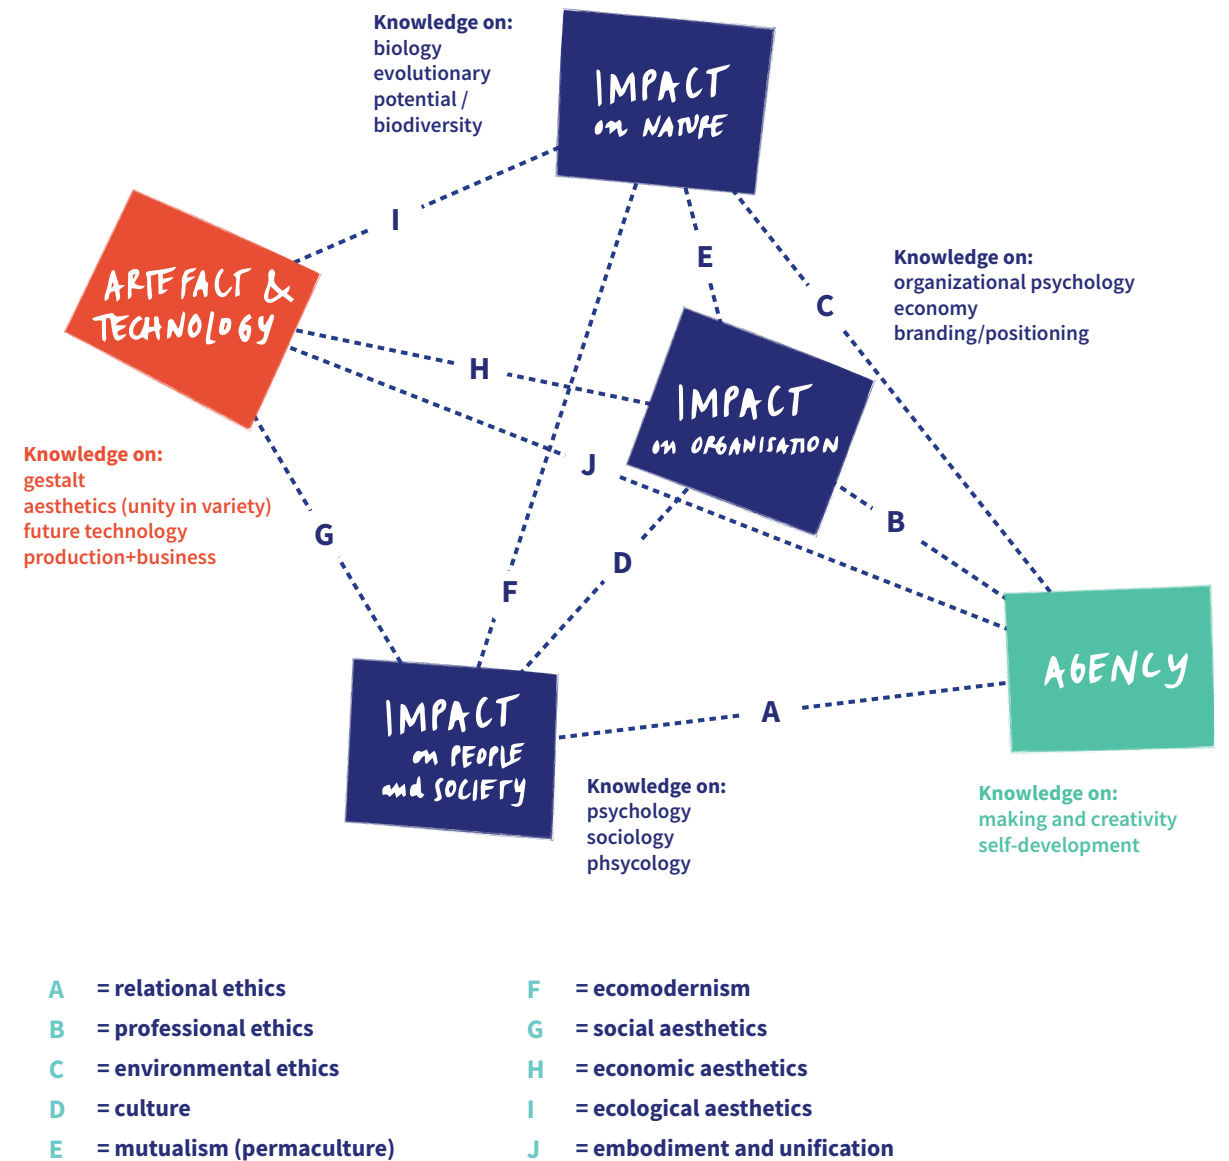 Knowledge on:
biology
evolutionary
potential /
biodiversity
IMPACT
on NATURE
I
ARTEFACT &
TECHNOLOGY
E
C
Knowledge on:
organizational psychology
economy
branding/positioning
H
IMPACT
on ORGANISATION
J
Knowledge on:
gestalt
aesthetics (unity in variety)
future technology
production+business
G
B
D
F
AGENCY
IMPACT
on PEOPLE
and SOCIETY
A
Knowledge on:
psychology
sociology
phsycology
Knowledge on:
making and creativity
self-development
A = relational ethics
B = professional ethics
C = environmental ethics
D = culture
E = mutualism (permaculture)
F = ecomodernism
G = social aesthetics
H = economic aesthetics
I = ecological aesthetics
J = embodiment and unification